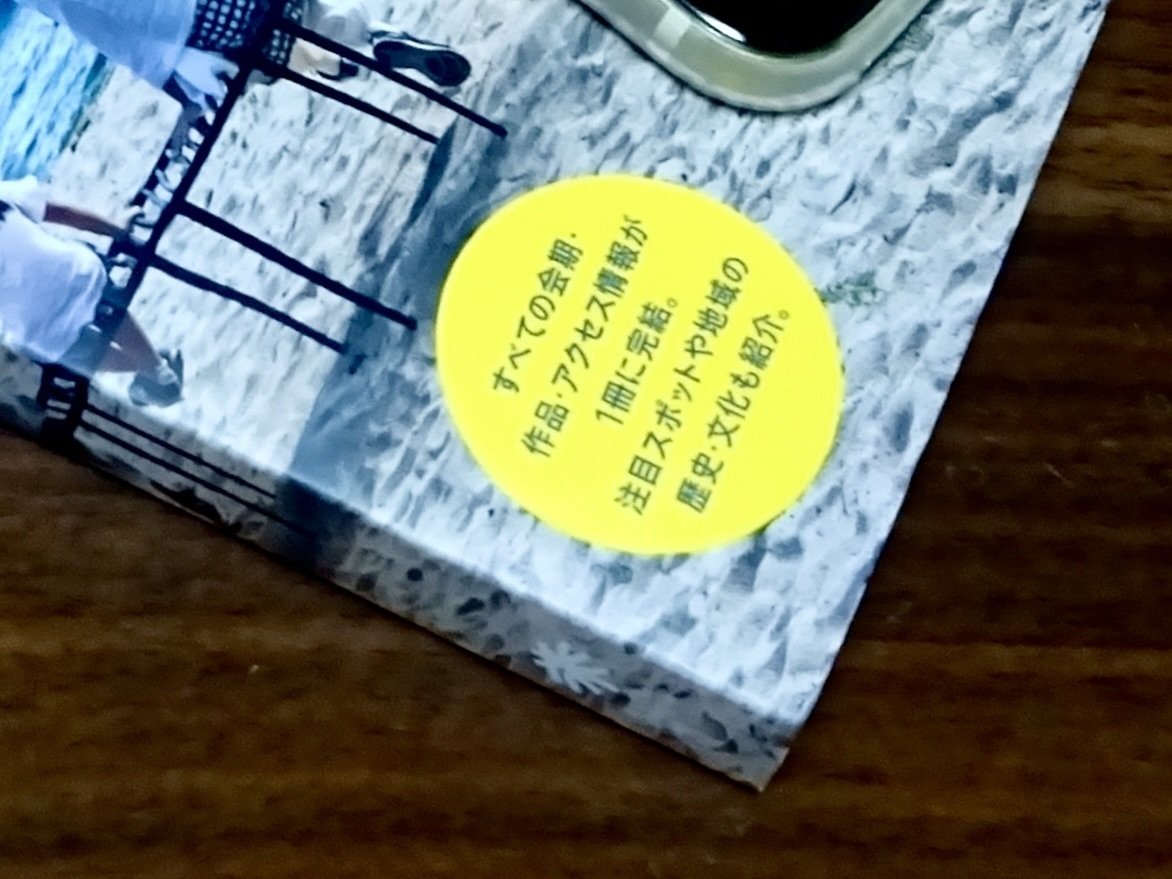 すべての会期・
作品・アクセス情報が
1冊に完結。
注目スポットや地域の
歴史・文化も紹介。